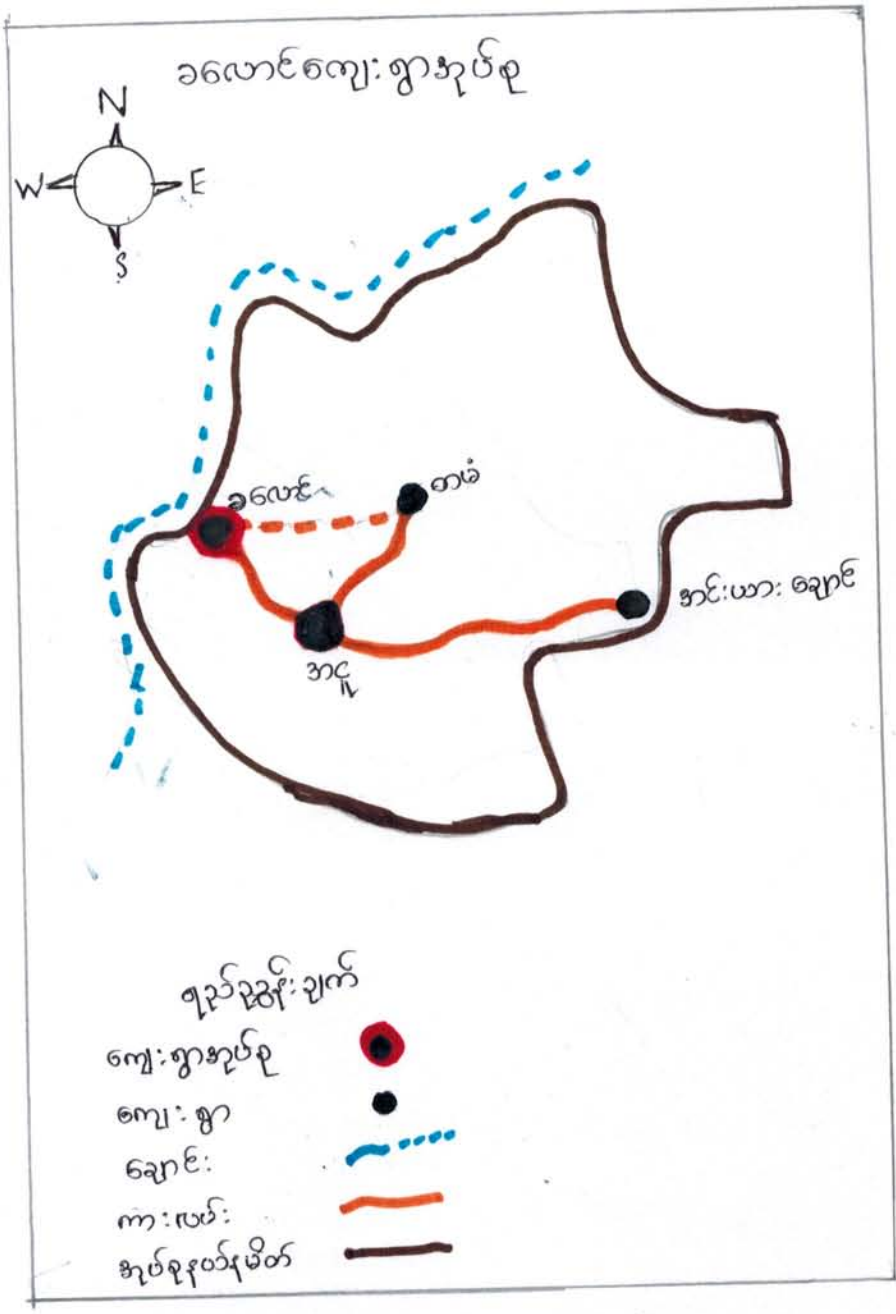 ခလောင်ကျေးရွာအုပ်စု
N
W
E
S
ခလောင်
တမံ
အင်းယားချောင်
အငူ
ရည်ညွှန်းချက်
ကျေးရွာအုပ်စု
ကျေးရွာ
ချောင်း
ကားလမ်း
အုပ်စုနယ်နမိတ်